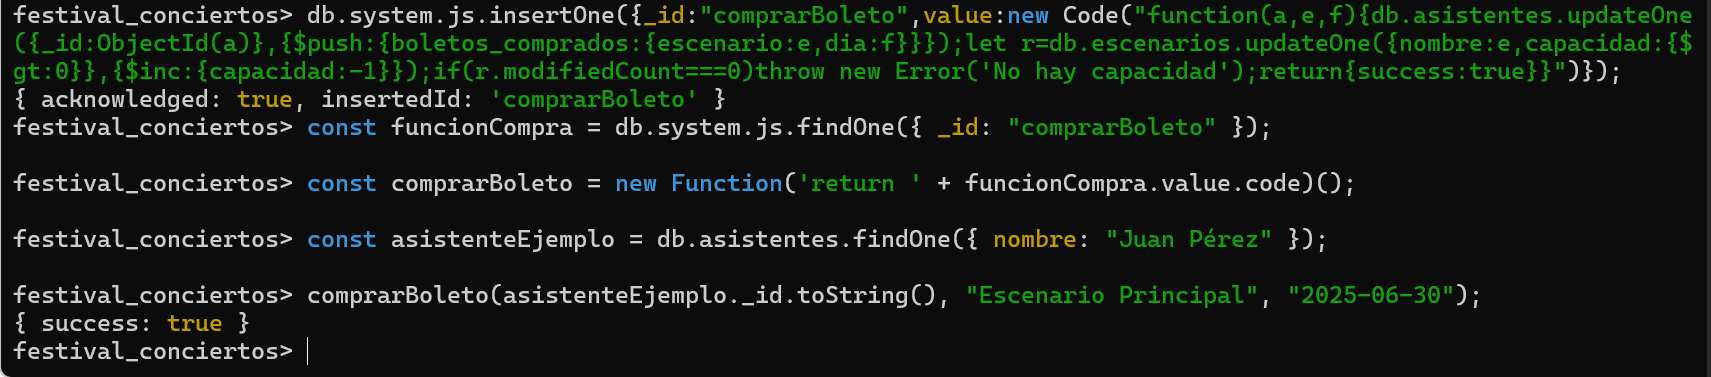 festival_conciertos> db.system.js.insertOne({_id:"comprarBoleto",value:new Code("function(a,e,f){db.asistentes.updateOne
({_id:ObjectId(a)},{$push:{boletos_comprados:{escenario:e,dia:f}}});let r=db.escenarios.updateOne({nombre:e,capacidad:{$
gt:0}},{$inc:{capacidad:-1}});if(r.modifiedCount===0)throw new Error('No hay capacidad');return{success:true}}")});
{ acknowledged: true, insertedId: 'comprarBoleto' }
festival_conciertos> const funcionCompra = db.system.js.findOne({ _id: "comprarBoleto" });
festival_conciertos> const comprarBoleto = new Function('return ' + funcionCompra.value.code)();
festival_conciertos> const asistenteEjemplo = db.asistentes.findOne({ nombre: "Juan Pérez" });
festival_conciertos> comprarBoleto(asistenteEjemplo._id.toString(), "Escenario Principal", "2025-06-30");
{ success: true }
festival_conciertos>